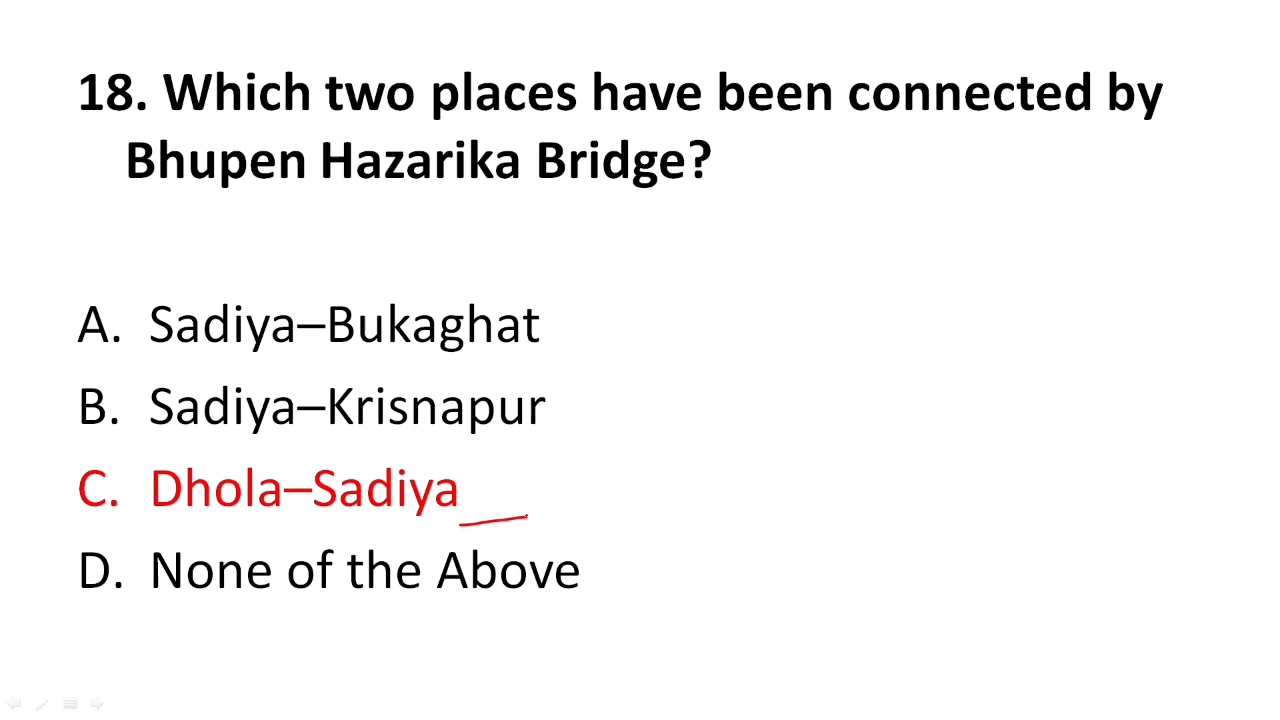 18. Which two places have been connected by
Bhupen Hazarika Bridge?
A. Sadiya–Bukaghat
B. Sadiya–Krisnapur
C. Dhola–Sadiya
D. None of the Above